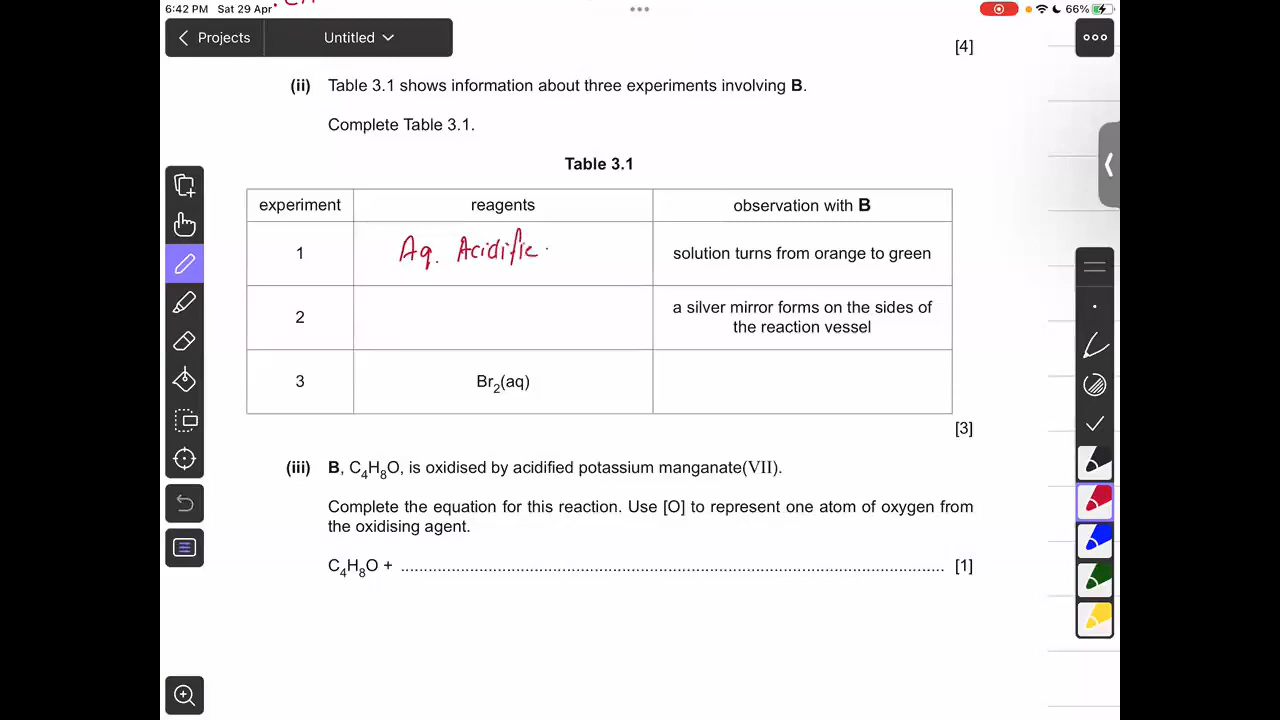 6:42 PM Sat 29 Apr
66%
Projects
Untitled
[4]
(ii) Table 3.1 shows information about three experiments involving B.
Complete Table 3.1.
Table 3.1
experiment reagents observation with B
1 Aq. Acidifie solution turns from orange to green
2 a silver mirror forms on the sides of
the reaction vessel
3 Br2(aq)
[3]
(iii) B, C4H8O, is oxidised by acidified potassium manganate(VII).
Complete the equation for this reaction. Use [O] to represent one atom of oxygen from
the oxidising agent.
C4H8O + ................................................................ [1]